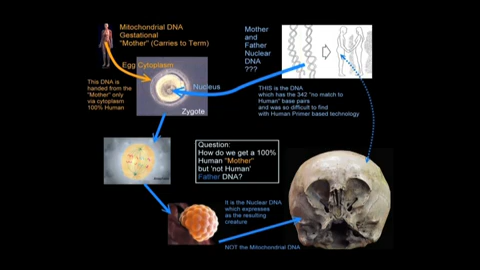 Mitochondrial DNA
Gestational
"Mother" (Carries to Term)
Egg Cytoplasm
This DNA
is handed from the
"Mother" only
via cytoplasm
100% Human
Nucleus
Zygote
Mother
and
Father
Nuclear
DNA
???
THIS is the DNA
which has the 342 "no match to
Human" base pairs
and was so difficult to find
with Human Primer based technology
Question:
How do we get a 100%
Human "Mother"
but 'not Human'
Father DNA?
It is the Nuclear DNA
which expresses
as the resulting
creature
NOT the Mitochondrial DNA